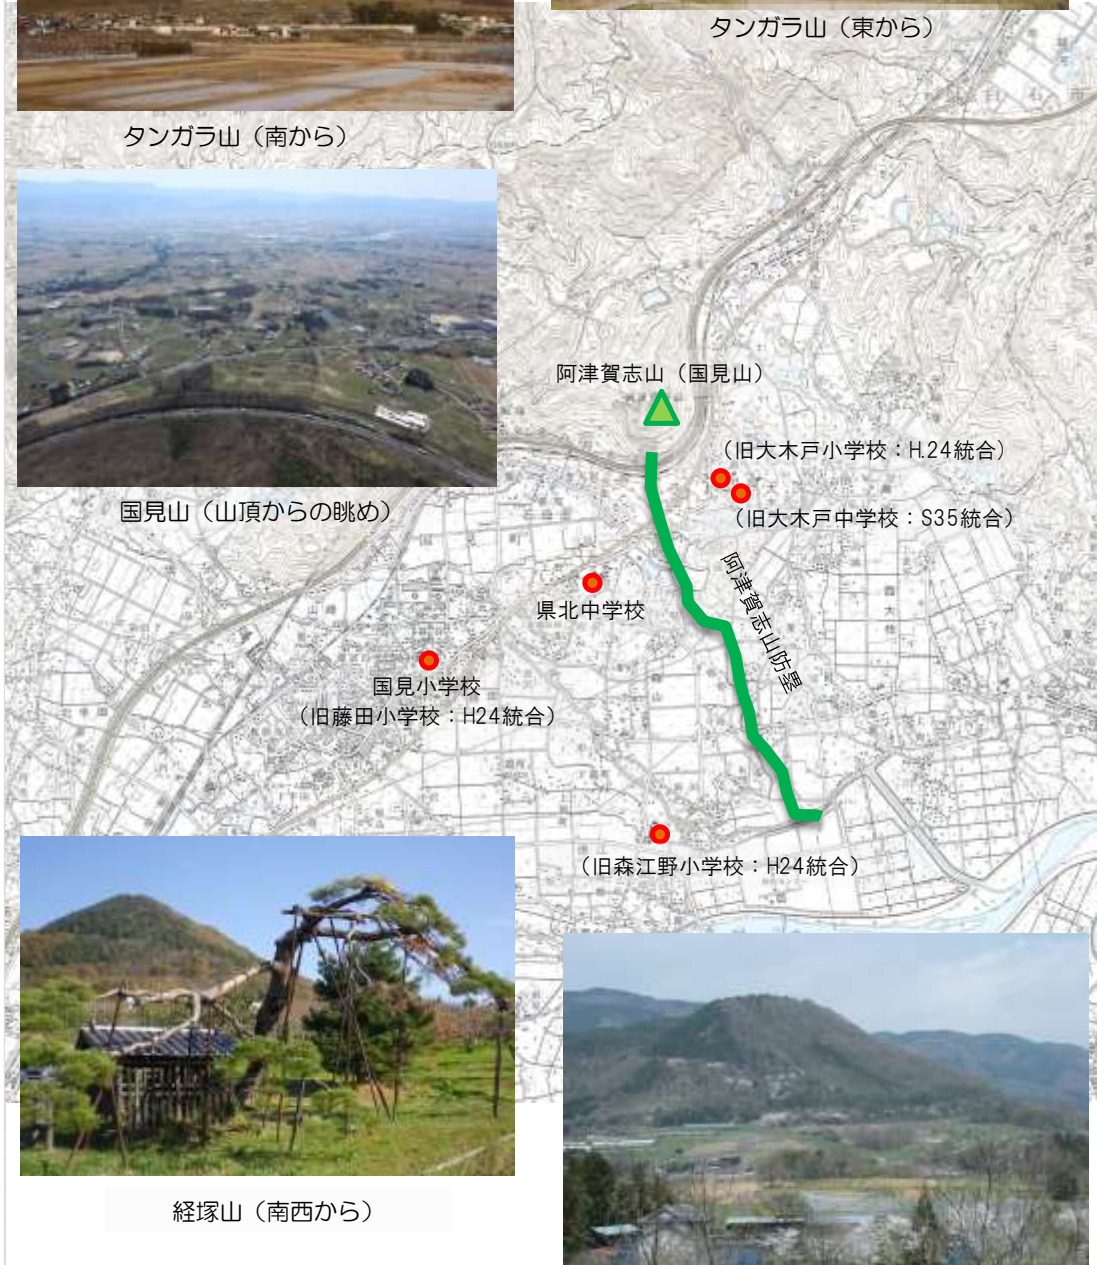 タンガラ山（東から）
タンガラ山（南から）
阿津賀志山（国見山）
（旧大木戸小学校：H.24統合）
国見山（山頂からの眺め）
（旧大木戸中学校：S35統合）
阿津賀志山防塁
県北中学校
国見小学校
（旧藤田小学校：H24統合）
（旧森江野小学校：H24統合）
経塚山（南西から）